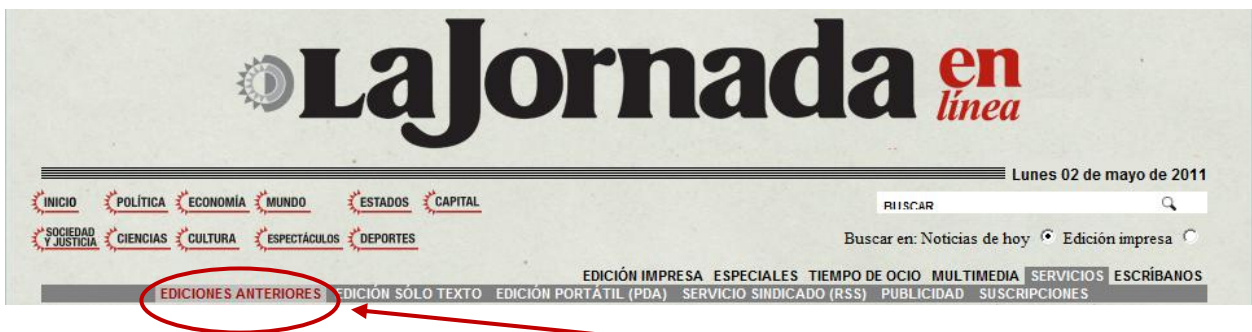 LaJornada en línea
Lunes 02 de mayo de 2011
INICIO POLÍTICA ECONOMÍA MUNDO ESTADOS CAPITAL
BUSCAR
SOCIEDAD Y JUSTICIA CIENCIAS CULTURA ESPECTÁCULOS DEPORTES
Buscar en: Noticias de hoy Edición impresa
EDICIÓN IMPRESA ESPECIALES TIEMPO DE OCIO MULTIMEDIA SERVICIOS ESCRÍBANOS
EDICIONES ANTERIORES EDICIÓN SÓLO TEXTO EDICIÓN PORTÁTIL (PDA) SERVICIO SINDICADO (RSS) PUBLICIDAD SUSCRIPCIONES